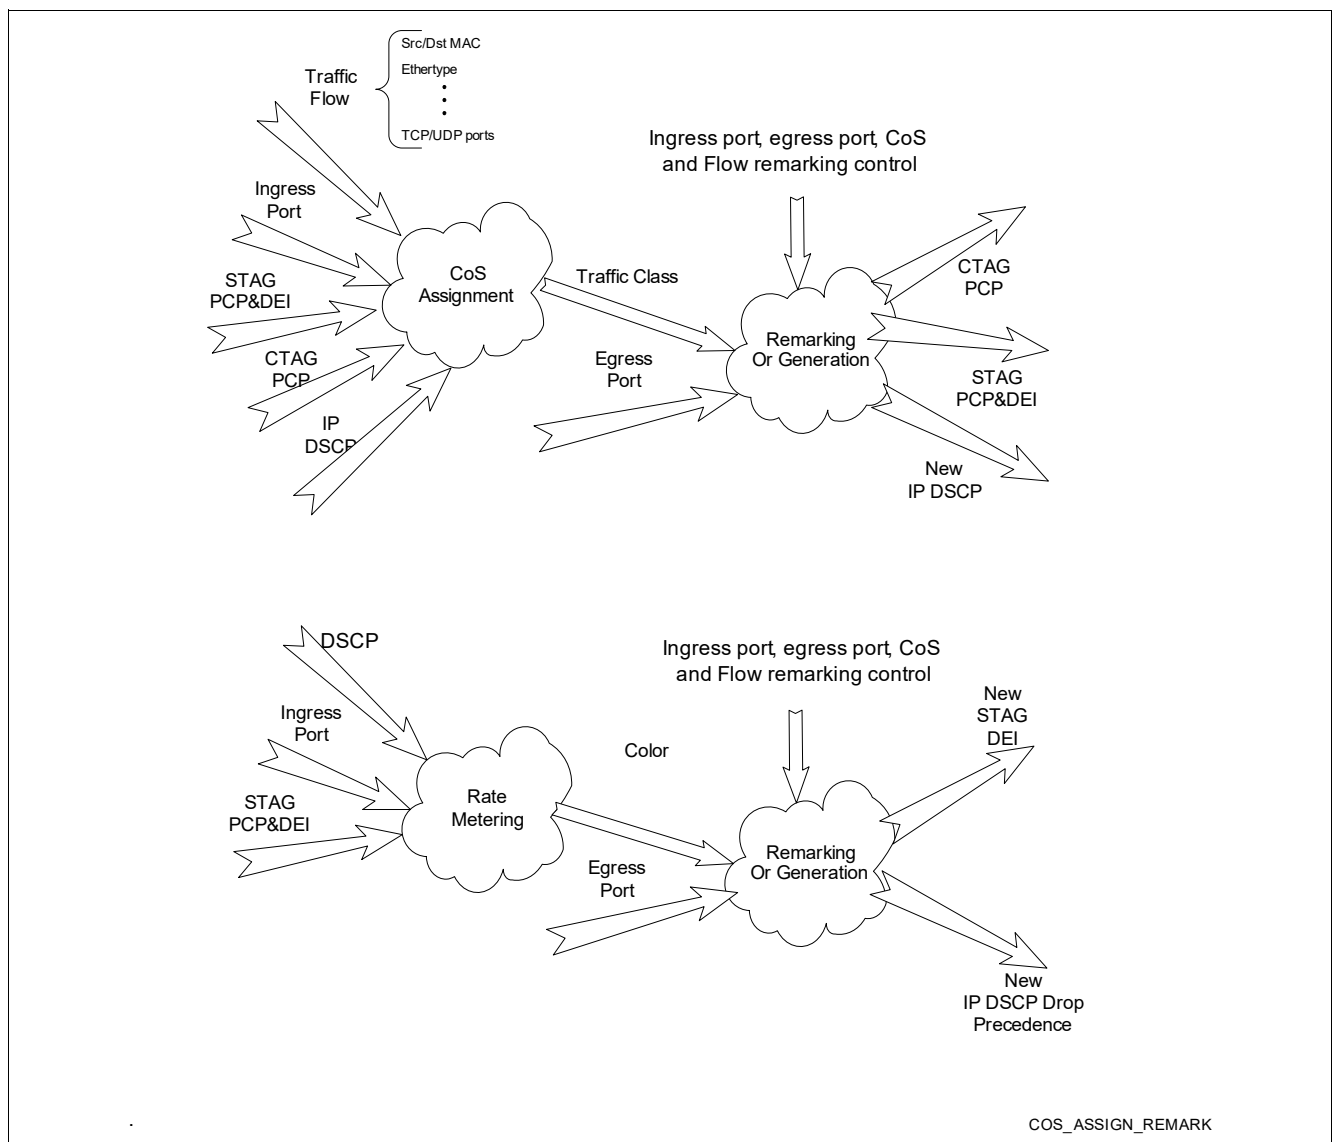 Src/Dst MAC
Ethertype
Traffic
Flow
TCP/UDP ports
Ingress port, egress port, CoS
and Flow remarking control
Ingress
Port
CoS
Assignment
Traffic Class
CTAG
PCP
STAG
PCP&DEI
Remarking
Or Generation
CTAG
PCP
Egress
Port
STAG
PCP&DEI
IP
DSCP
New
IP DSCP
DSCP
Ingress port, egress port, CoS
and Flow remarking control
New
STAG
DEI
Ingress
Port
Color
STAG
PCP&DEI
Rate
Metering
Remarking
Or Generation
Egress
Port
New
IP DSCP Drop
Precedence
COS_ASSIGN_REMARK